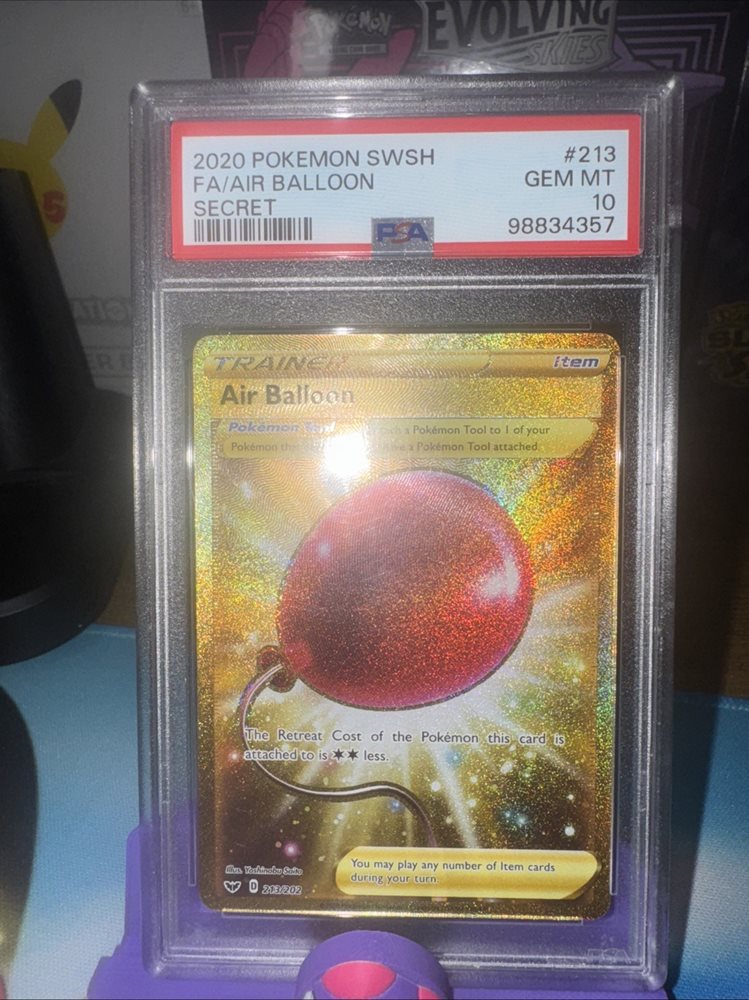 POKÉMON
EVOLVING
SKIES
2020 POKEMON SWSH #213
FA/AIR BALLOON GEM MT
SECRET 10
PSA 98834357
TRAINER Item
Air Balloon
Pokémon a Pokémon Tool to 1 of your
Pokémon a Pokémon Tool attached.
The Retreat Cost of the Pokémon this card is
attached to is ✱✱ less.
You may play any number of Item cards
during your turn.
Illus. Yoshinobu Saito
D 213/202